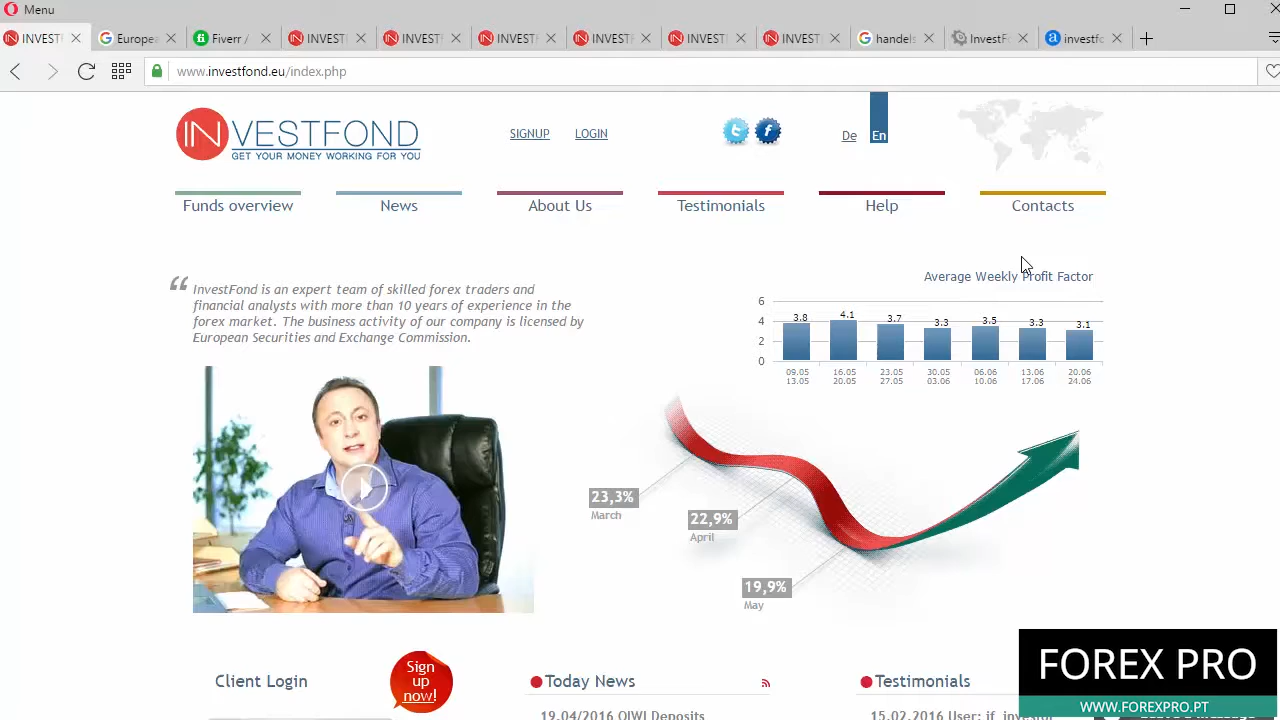 Menu
INVEST
Europea
Fiverr /
INVEST
INVEST
INVEST
INVEST
INVEST
INVEST
handels
InvestFo
investfo
www.investfond.eu/index.php
INVESTFOND
GET YOUR MONEY WORKING FOR YOU
SIGNUP
LOGIN
De
En
Funds overview
News
About Us
Testimonials
Help
Contacts
InvestFond is an expert team of skilled forex traders and
financial analysts with more than 10 years of experience in the
forex market. The business activity of our company is licensed by
European Securities and Exchange Commission.
Average Weekly Profit Factor
6
4
2
0
3.8
4.1
3.7
3.3
3.5
3.3
3.1
09.05
13.05
16.05
20.05
23.05
27.05
30.05
03.06
06.06
10.06
13.06
17.06
20.06
24.06
23,3%
March
22,9%
April
19,9%
May
Client Login
Sign
up
now!
Today News
19.04/2016 QIWI Deposits
Testimonials
15.02.2016 User: if_investor
FOREX PRO
WWW.FOREXPRO.PT